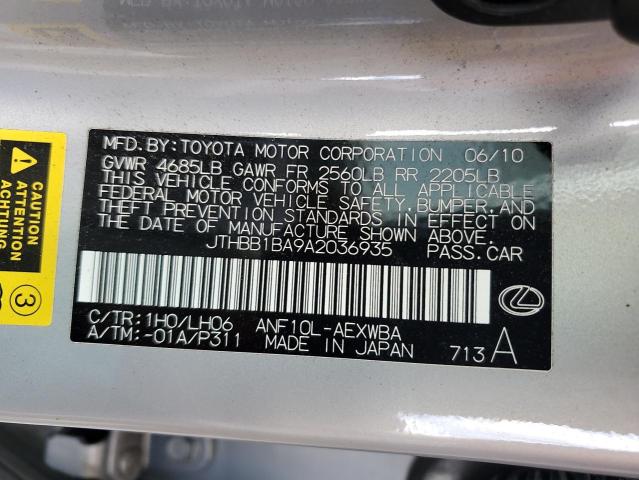 ATTENTION
ACHTUNG
3
MFD.BY:TOYOTA MOTOR CORPORATION 06/10
GVWR 4685LB GAWR FR 2560LB RR 2205LB
THIS VEHICLE CONFORMS TO ALL APPLICABLE
FEDERAL MOTOR VEHICLE SAFETY,BUMPER,AND
THEFT PREVENTION STANDARDS IN EFFECT ON
THE DATE OF MANUFACTURE SHOWN ABOVE.
JTHBB1BA9A2036935 PASS.CAR
C/TR:1H0/LH06 ANF10L-AEXWBA
A/TM:-01A/P311 MADE IN JAPAN 713 A